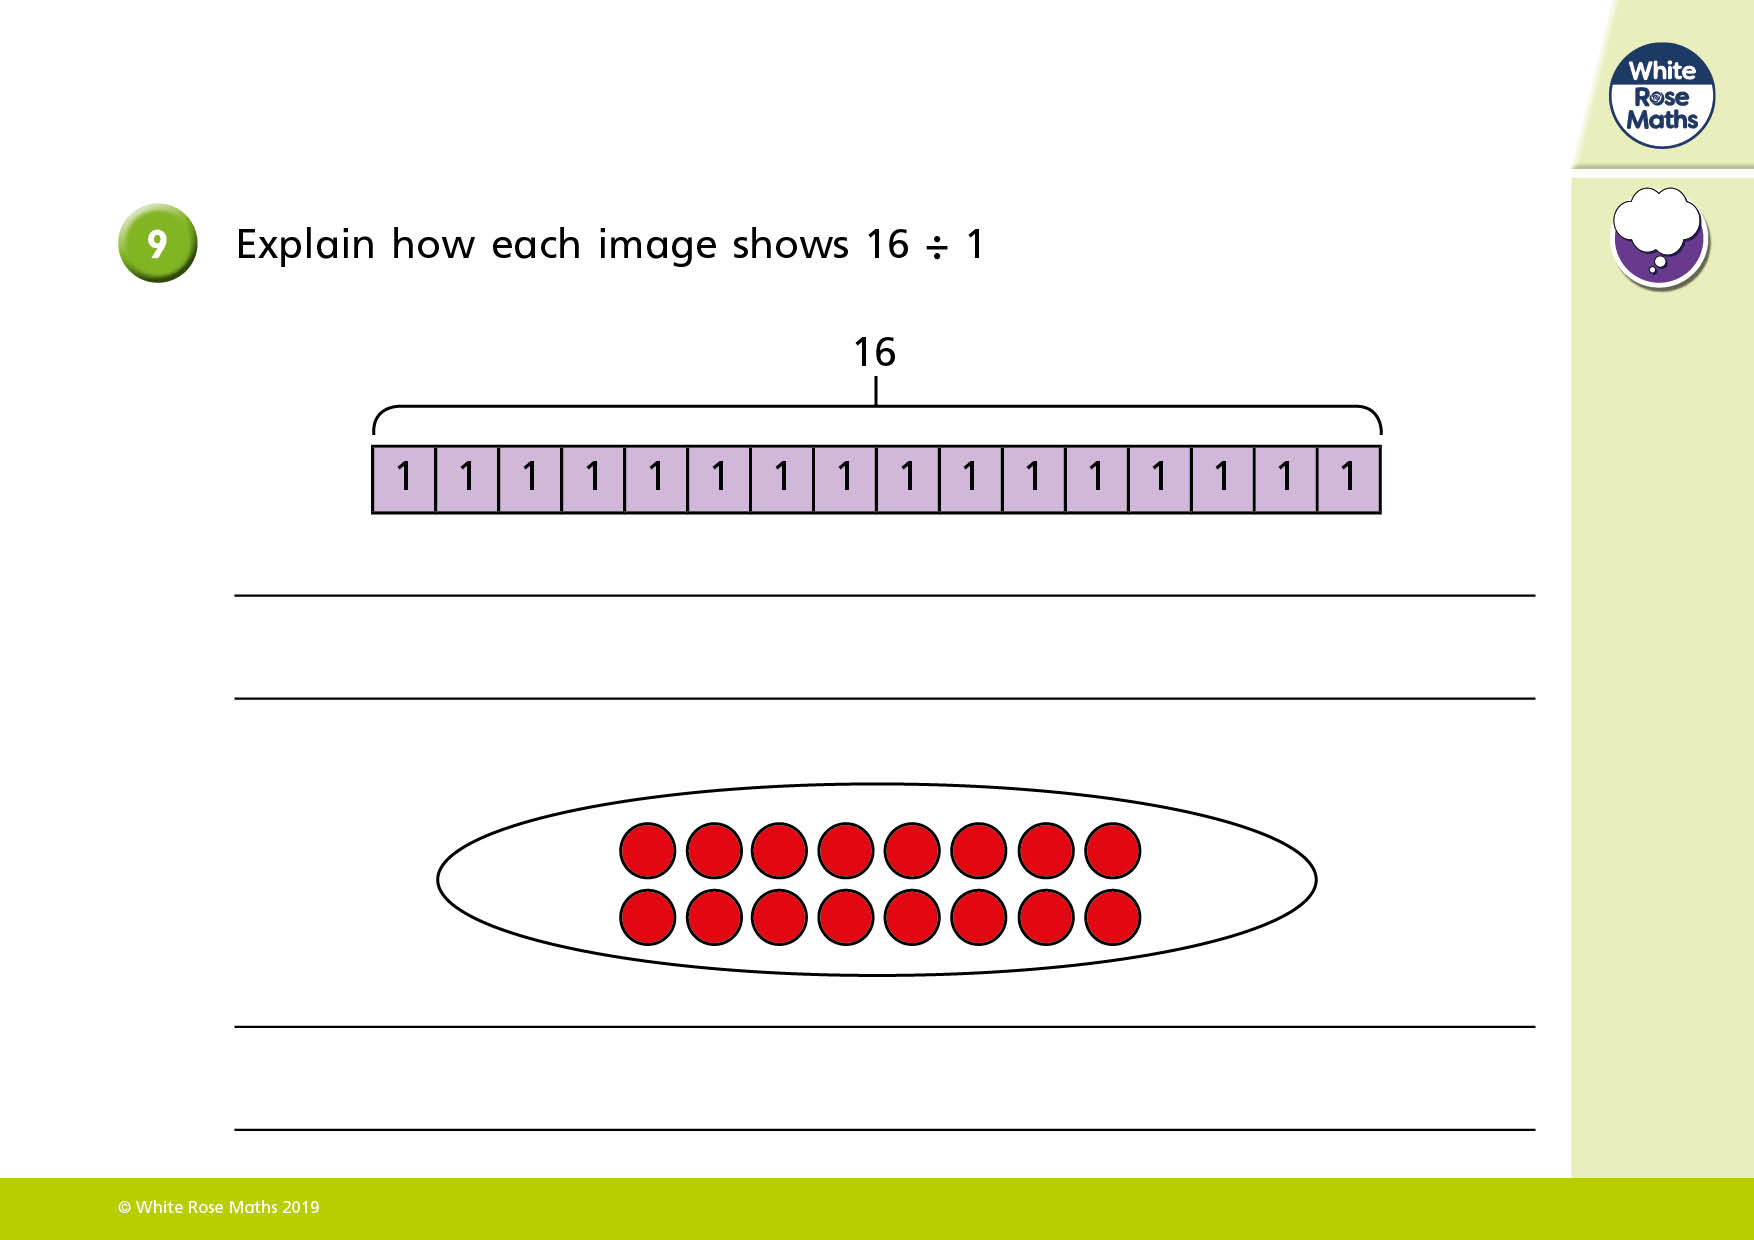 White
Rose
Maths
9 Explain how each image shows 16 ÷ 1
16
1 1 1 1 1 1 1 1 1 1 1 1 1 1 1 1
© White Rose Maths 2019